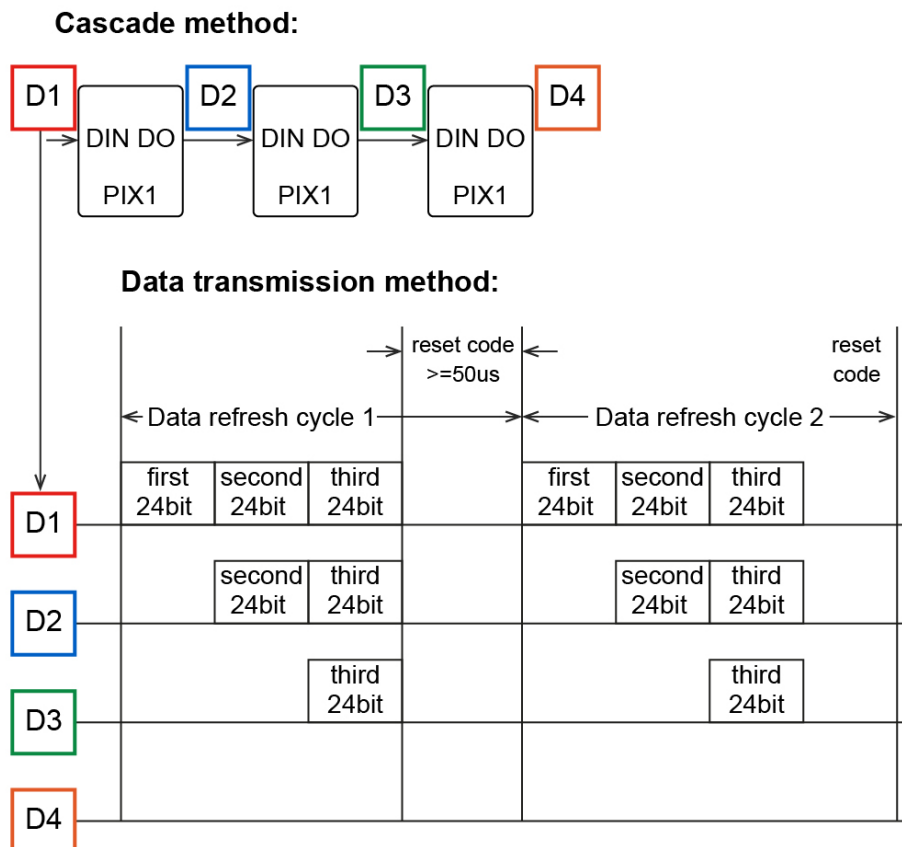 Cascade method:
D1 D2 D3 D4
DIN DO DIN DO DIN DO
PIX1 PIX1 PIX1
Data transmission method:
reset code reset
>=50us code
Data refresh cycle 1 Data refresh cycle 2
first second third first second third
D1 24bit 24bit 24bit 24bit 24bit 24bit
second third second third
D2 24bit 24bit 24bit 24bit
third third
D3 24bit 24bit
D4